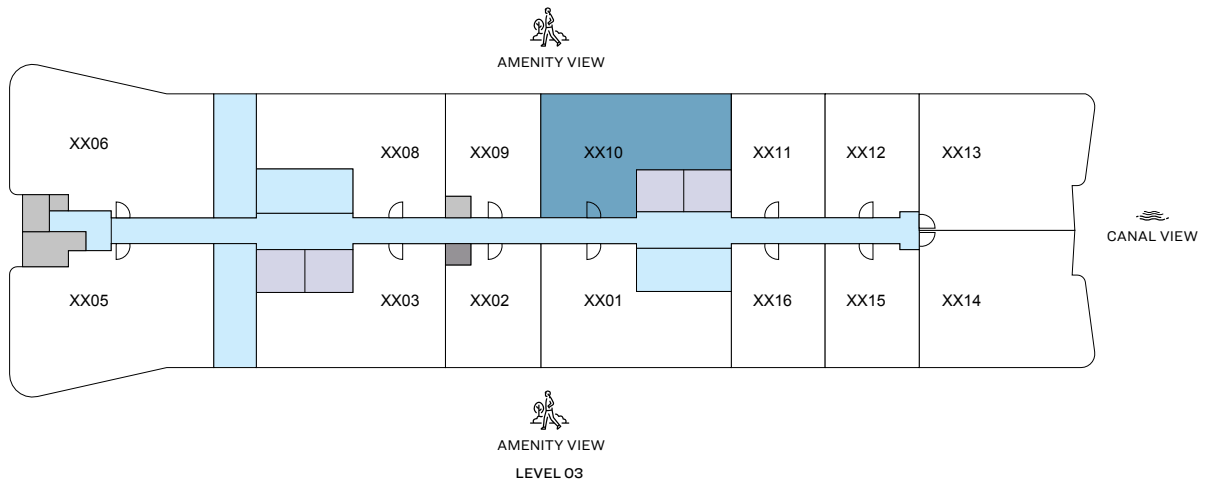 AMENITY VIEW
XX06
XX08
XX09
XX10
XX11
XX12
XX13
CANAL VIEW
XX05
XX03
XX02
XX01
XX16
XX15
XX14
AMENITY VIEW
LEVEL 03